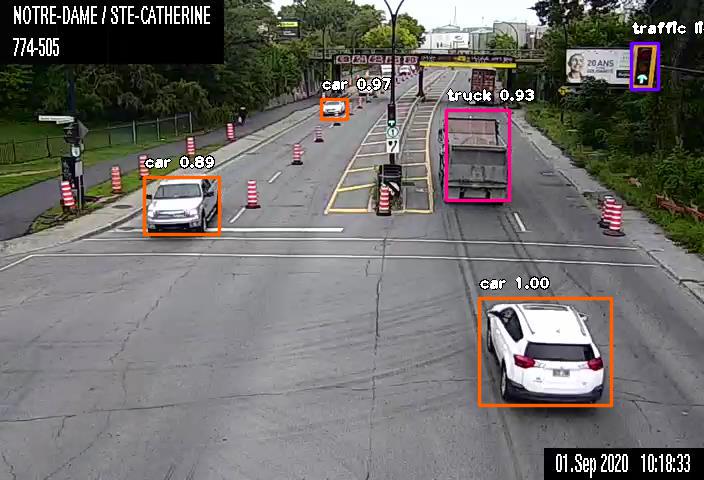 NOTRE-DAME / STE-CATHERINE
774-505
traffic li
car 0.97
20 ANS
truck 0.93
car 0.89
car 1.00
01.Sep 2020 10:18:33